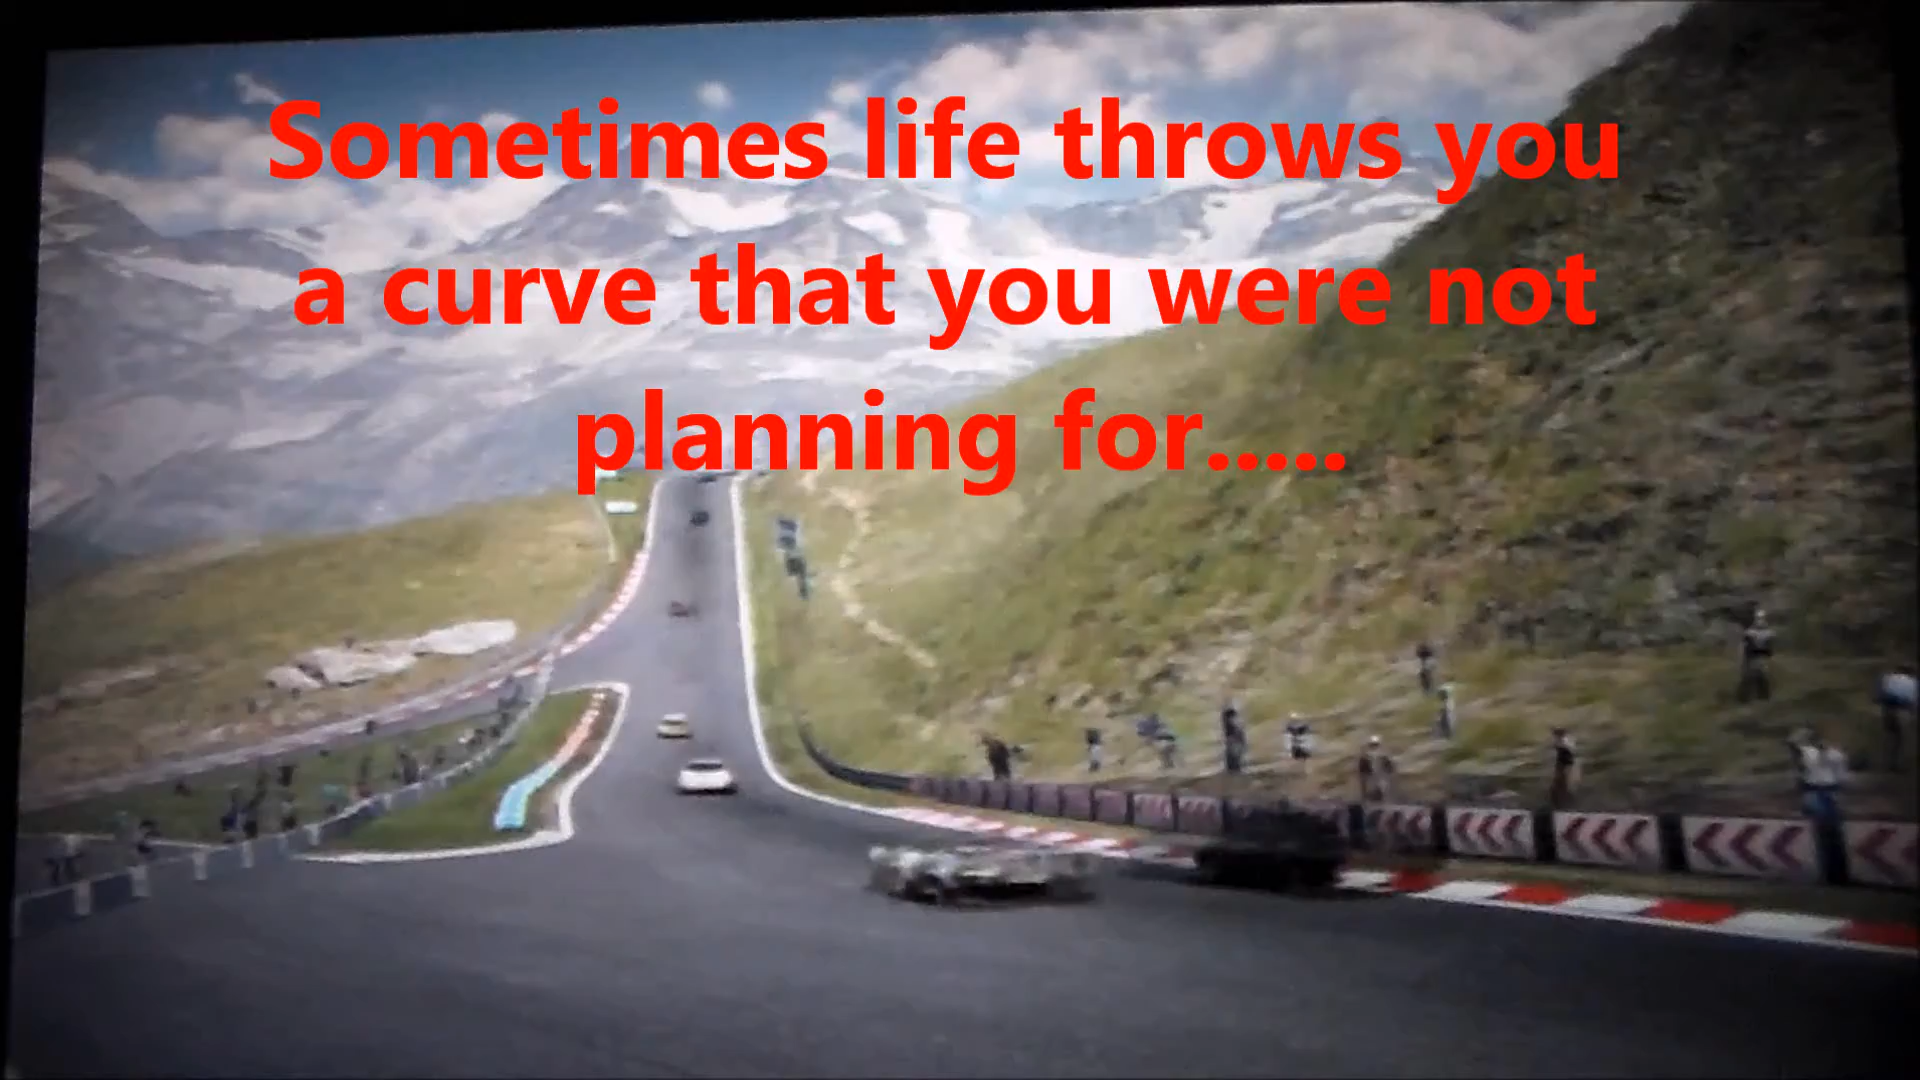 Sometimes life throws you
a curve that you were not
planning for.....